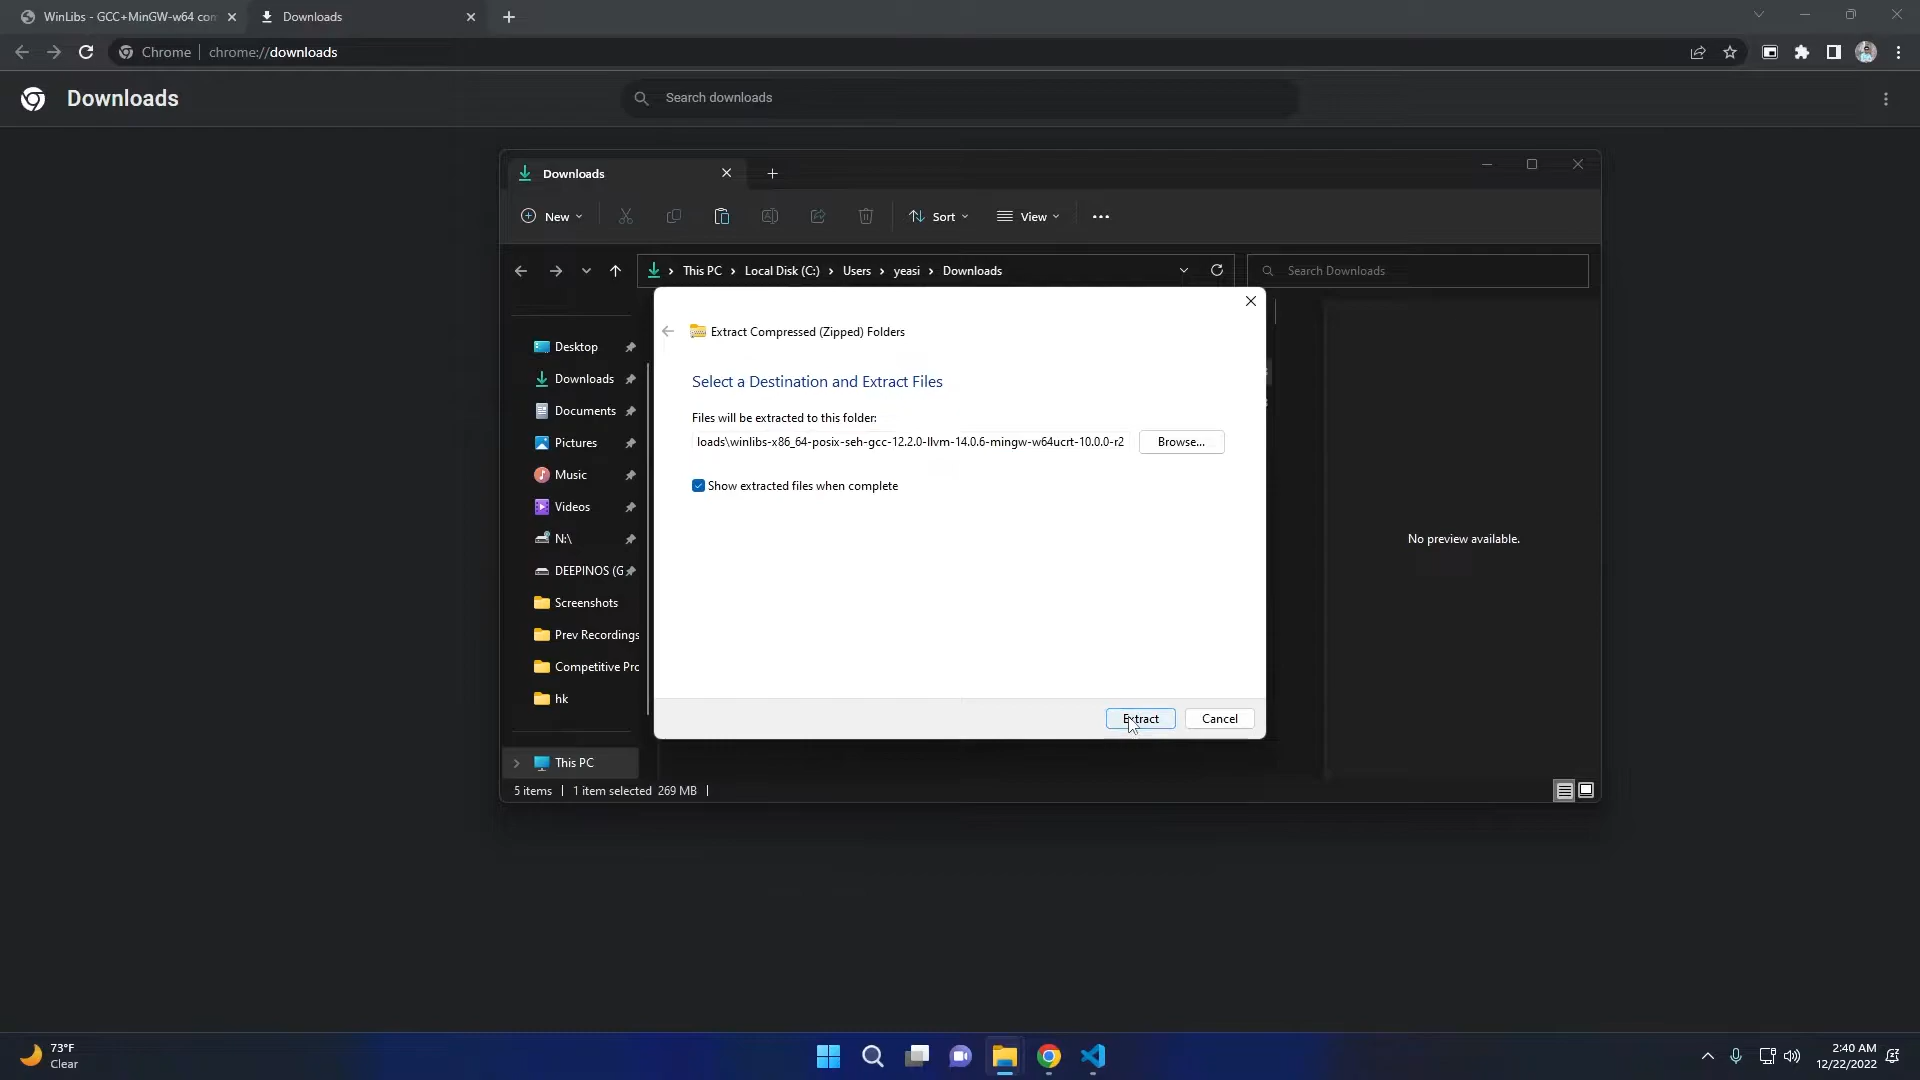 WinLibs - GCC+MinGW-w64 com
Downloads
Chrome
chrome://downloads
Downloads
Search downloads
Downloads
New
Sort
View
This PC
Local Disk (C:)
Users
yeasi
Downloads
Search Downloads
Extract Compressed (Zipped) Folders
Select a Destination and Extract Files
Files will be extracted to this folder:
loads\winlibs-x86_64-posix-seh-gcc-12.2.0-llvm-14.0.6-mingw-w64ucrt-10.0.0-r2
Browse...
Show extracted files when complete
Extract
Cancel
Desktop
Downloads
Documents
Pictures
Music
Videos
N:\
DEEPINOS (G
Screenshots
Prev Recordings
Competitive Prc
hk
This PC
No preview available.
5 items
1 item selected 269 MB
73°F
Clear
2:40 AM
12/22/2022